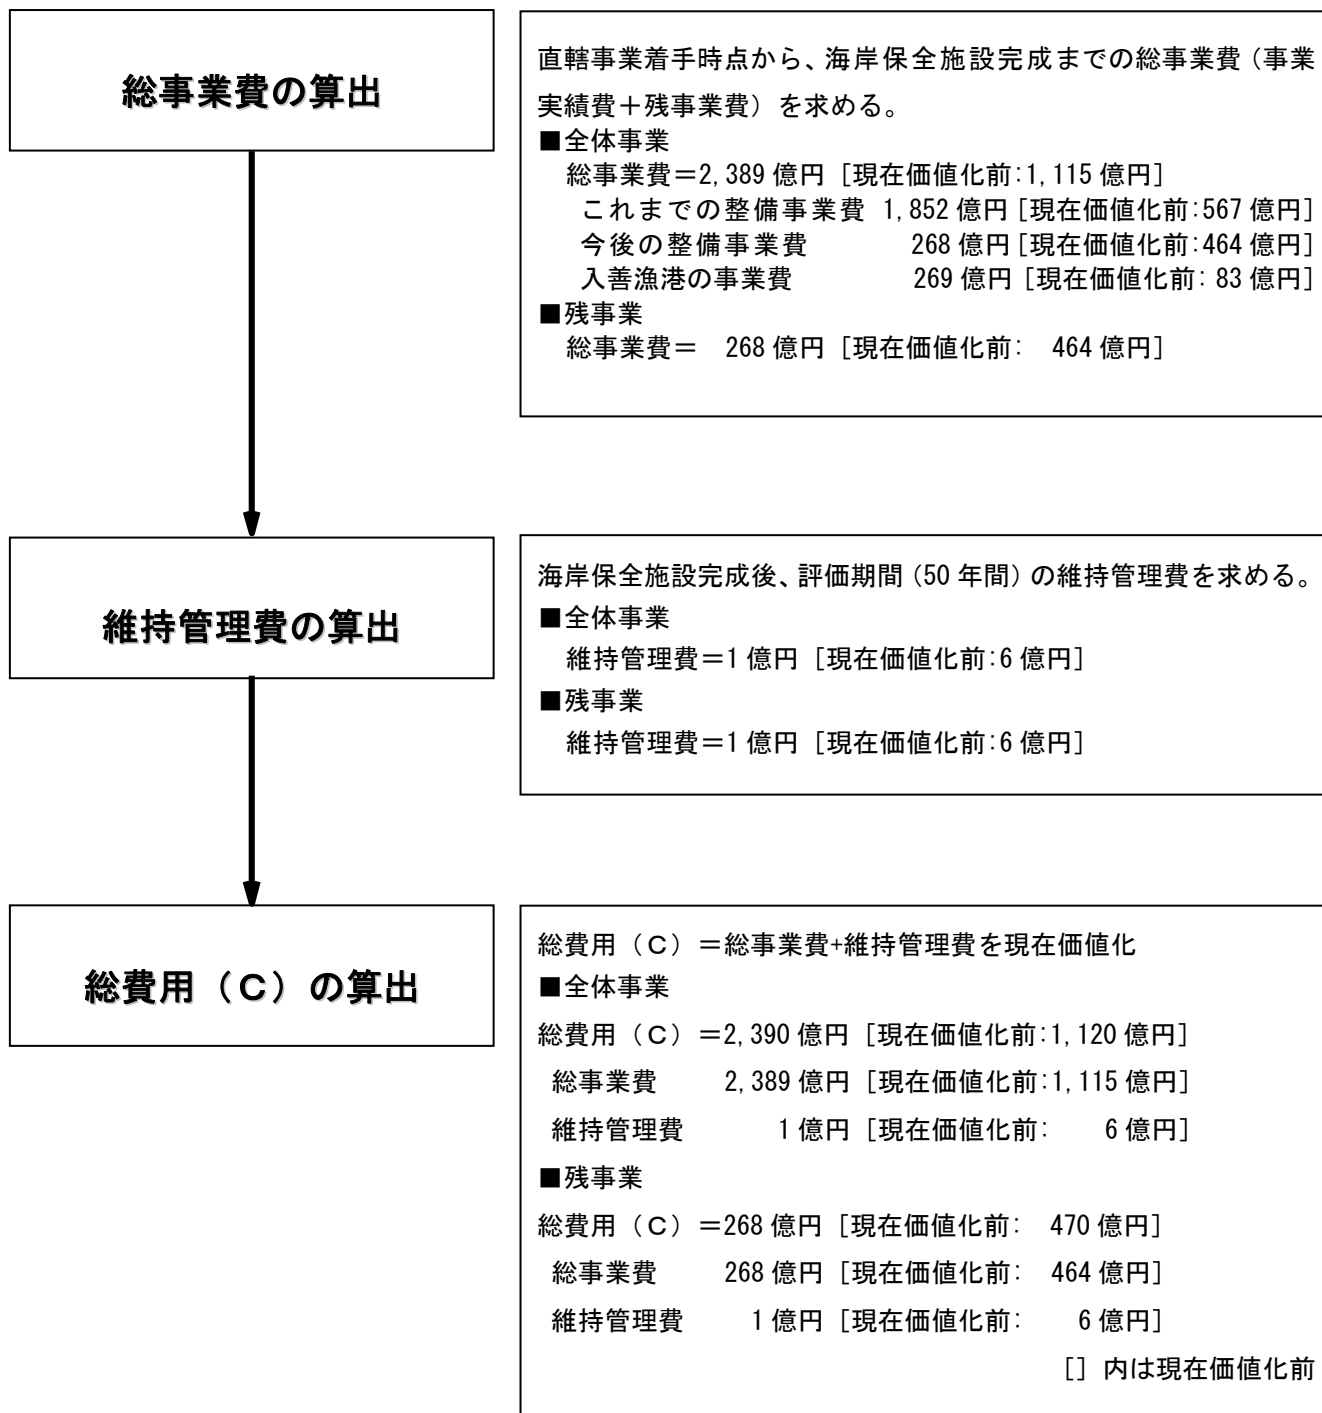 総事業費の算出
直轄事業着手時点から、海岸保全施設完成までの総事業費（事業
実績費＋残事業費）を求める。
■全体事業
総事業費＝2,389 億円［現在価値化前:1,115 億円］
これまでの整備事業費 1,852 億円［現在価値化前:567 億円］
今後の整備事業費 268 億円［現在価値化前:464 億円］
入善漁港の事業費 269 億円［現在価値化前: 83 億円］
■残事業
総事業費＝ 268 億円［現在価値化前: 464 億円］
維持管理費の算出
海岸保全施設完成後、評価期間（50 年間）の維持管理費を求める。
■全体事業
維持管理費＝1 億円［現在価値化前:6 億円］
■残事業
維持管理費＝1 億円［現在価値化前:6 億円］
総費用（Ｃ）の算出
総費用（Ｃ）＝総事業費+維持管理費を現在価値化
■全体事業
総費用（Ｃ）＝2,390 億円［現在価値化前:1,120 億円］
総事業費 2,389 億円［現在価値化前:1,115 億円］
維持管理費 1 億円［現在価値化前: 6 億円］
■残事業
総費用（Ｃ）＝268 億円［現在価値化前: 470 億円］
総事業費 268 億円［現在価値化前: 464 億円］
維持管理費 1 億円［現在価値化前: 6 億円］
［］内は現在価値化前